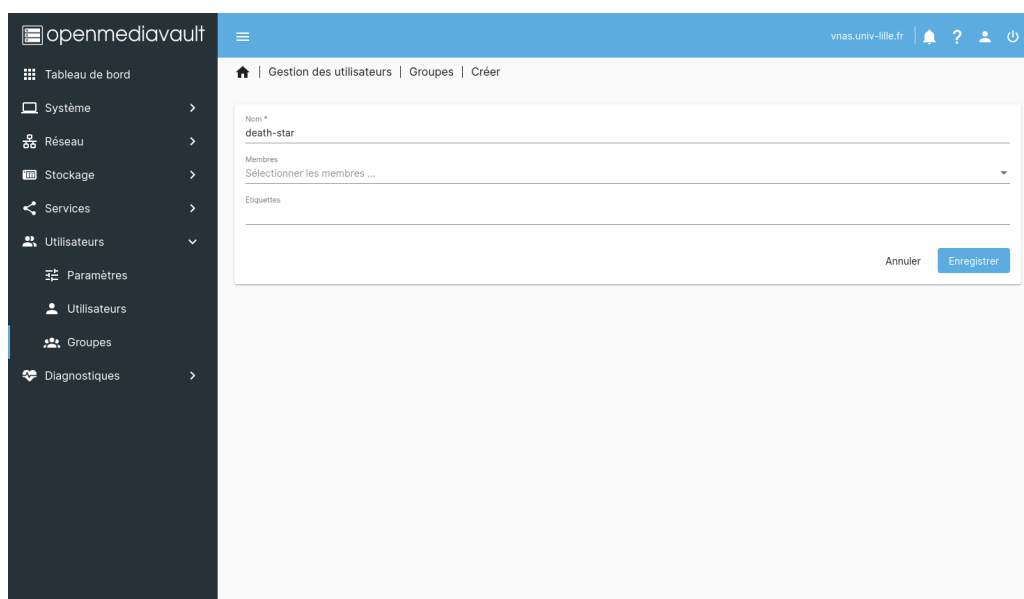 openmediavault
vnas.univ-lille.fr
Tableau de bord
Système
Réseau
Stockage
Services
Utilisateurs
Paramètres
Utilisateurs
Groupes
Diagnostiques
| Gestion des utilisateurs | Groupes | Créer
Nom *
death-star
Membres
Sélectionner les membres ...
Étiquettes
Annuler Enregistrer